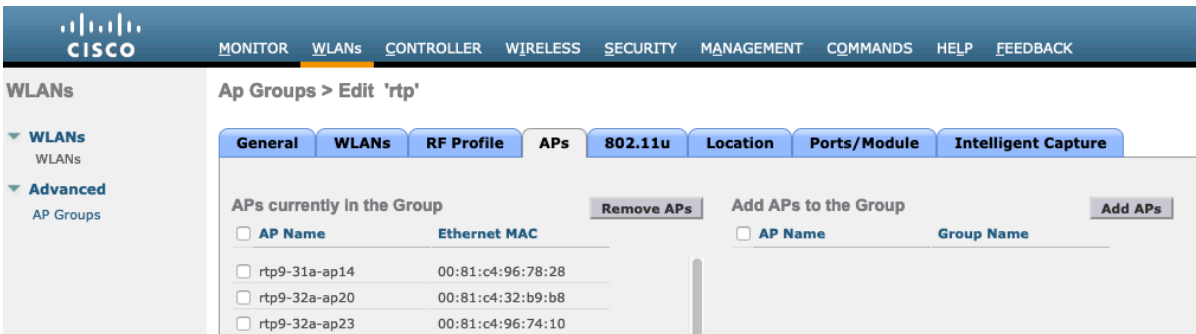 CISCO
MONITOR WLANs CONTROLLER WIRELESS SECURITY MANAGEMENT COMMANDS HELP FEEDBACK
WLANs
WLANs
WLANs
Advanced
AP Groups
Ap Groups > Edit 'rtp'
General WLANs RF Profile APs 802.11u Location Ports/Module Intelligent Capture
APs currently in the Group Remove APs
AP Name Ethernet MAC
rtp9-31a-ap14 00:81:c4:96:78:28
rtp9-32a-ap20 00:81:c4:32:b9:b8
rtp9-32a-ap23 00:81:c4:96:74:10
Add APs to the Group Add APs
AP Name Group Name